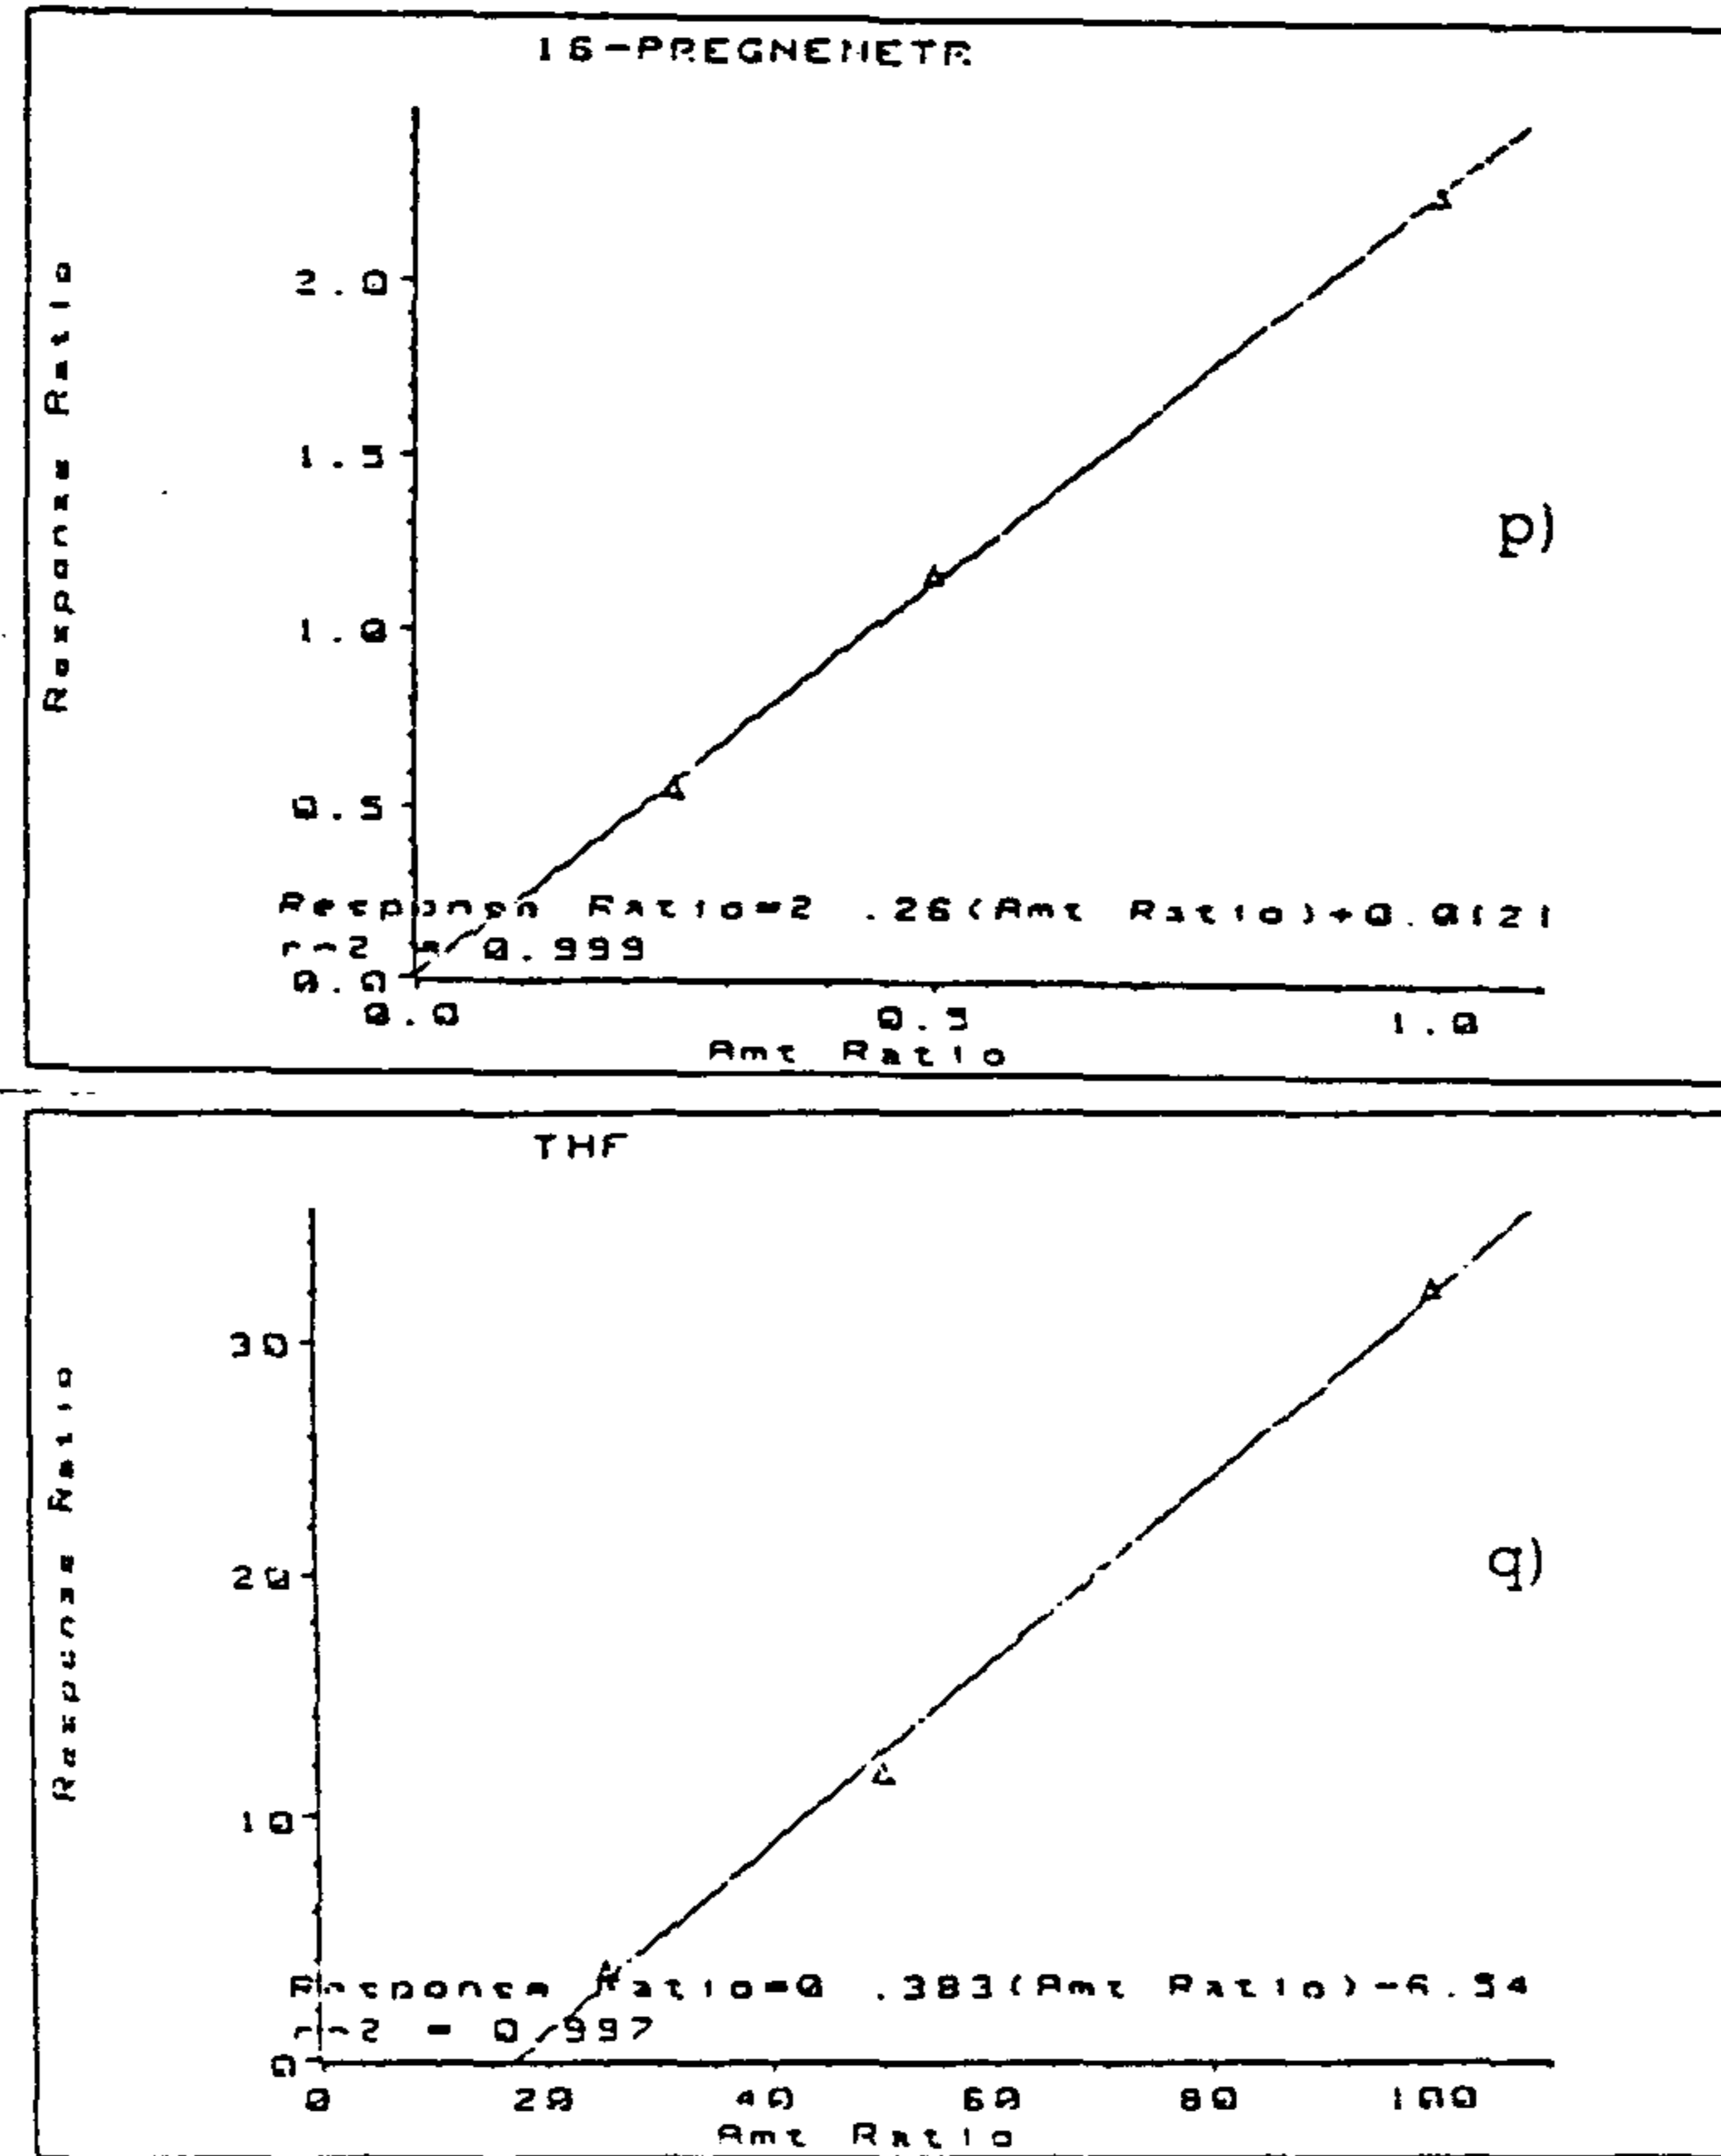 16-PREGNENETR
Response Ratio
2.0
1.5
p)
1.0
0.5
Response Ratio=2 .26(Amt Ratio)+0.0121
r^2 = 0.999
0.0
0.0 0.5 1.0
Amt Ratio
THF
Response Ratio
30
20
q)
10
Response Ratio=0 .383(Amt Ratio)-6.54
r^2 = 0.997
0
0 20 40 60 80 100
Amt Ratio